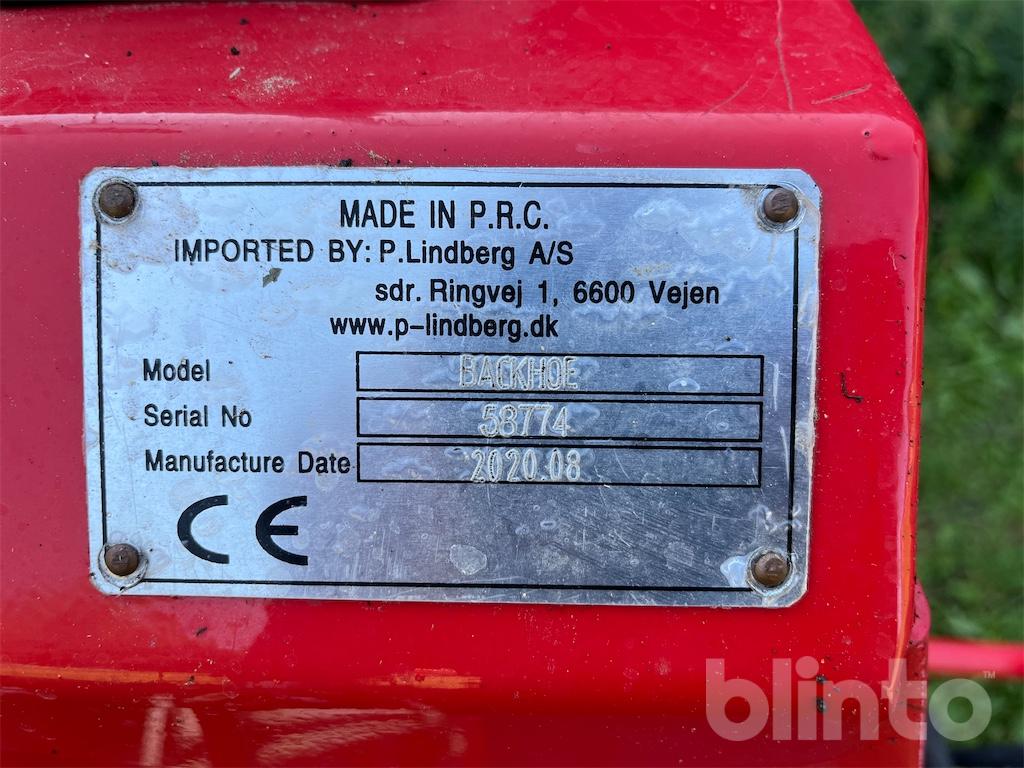 MADE IN P.R.C.
IMPORTED BY: P.Lindberg A/S
sdr. Ringvej 1, 6600 Vejen
www.p-lindberg.dk
Model BACKHOE
Serial No 58774
Manufacture Date 2020.08
CE
blinto™